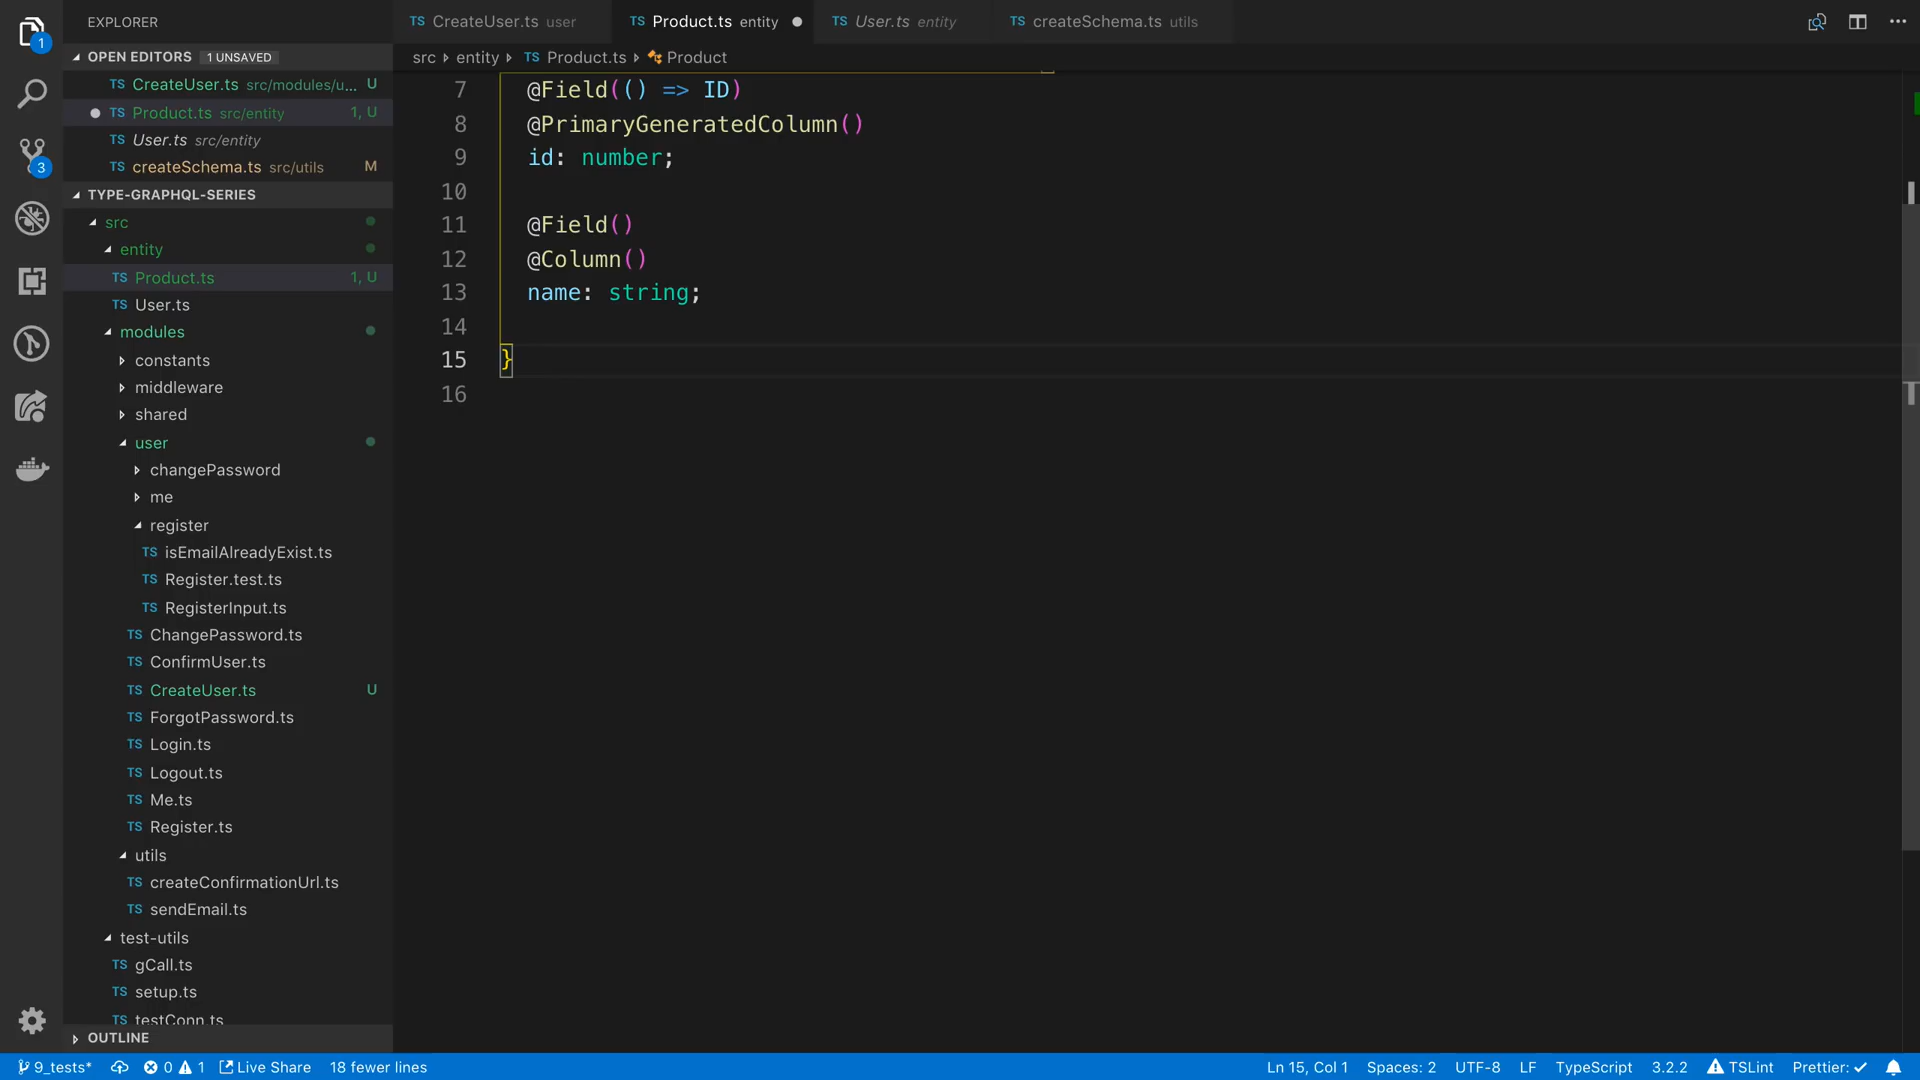 EXPLORER
OPEN EDITORS 1 UNSAVED
TS CreateUser.ts src/modules/u... U
TS Product.ts src/entity 1, U
TS User.ts src/entity
TS createSchema.ts src/utils M
TYPE-GRAPHQL-SERIES
src
entity
TS Product.ts 1, U
TS User.ts
modules
constants
middleware
shared
user
changePassword
me
register
TS isEmailAlreadyExist.ts
TS Register.test.ts
TS RegisterInput.ts
TS ChangePassword.ts
TS ConfirmUser.ts
TS CreateUser.ts U
TS ForgotPassword.ts
TS Login.ts
TS Logout.ts
TS Me.ts
TS Register.ts
utils
TS createConfirmationUrl.ts
TS sendEmail.ts
test-utils
TS gCall.ts
TS setup.ts
TS testConn.ts
OUTLINE
1
3
TS CreateUser.ts user TS Product.ts entity TS User.ts entity TS createSchema.ts utils
src entity TS Product.ts Product
7 @Field(() => ID)
8 @PrimaryGeneratedColumn()
9 id: number;
10
11 @Field()
12 @Column()
13 name: string;
14
15 }
16
9_tests* 0 1 Live Share 18 fewer lines Ln 15, Col 1 Spaces: 2 UTF-8 LF TypeScript 3.2.2 TSLint Prettier: ✓